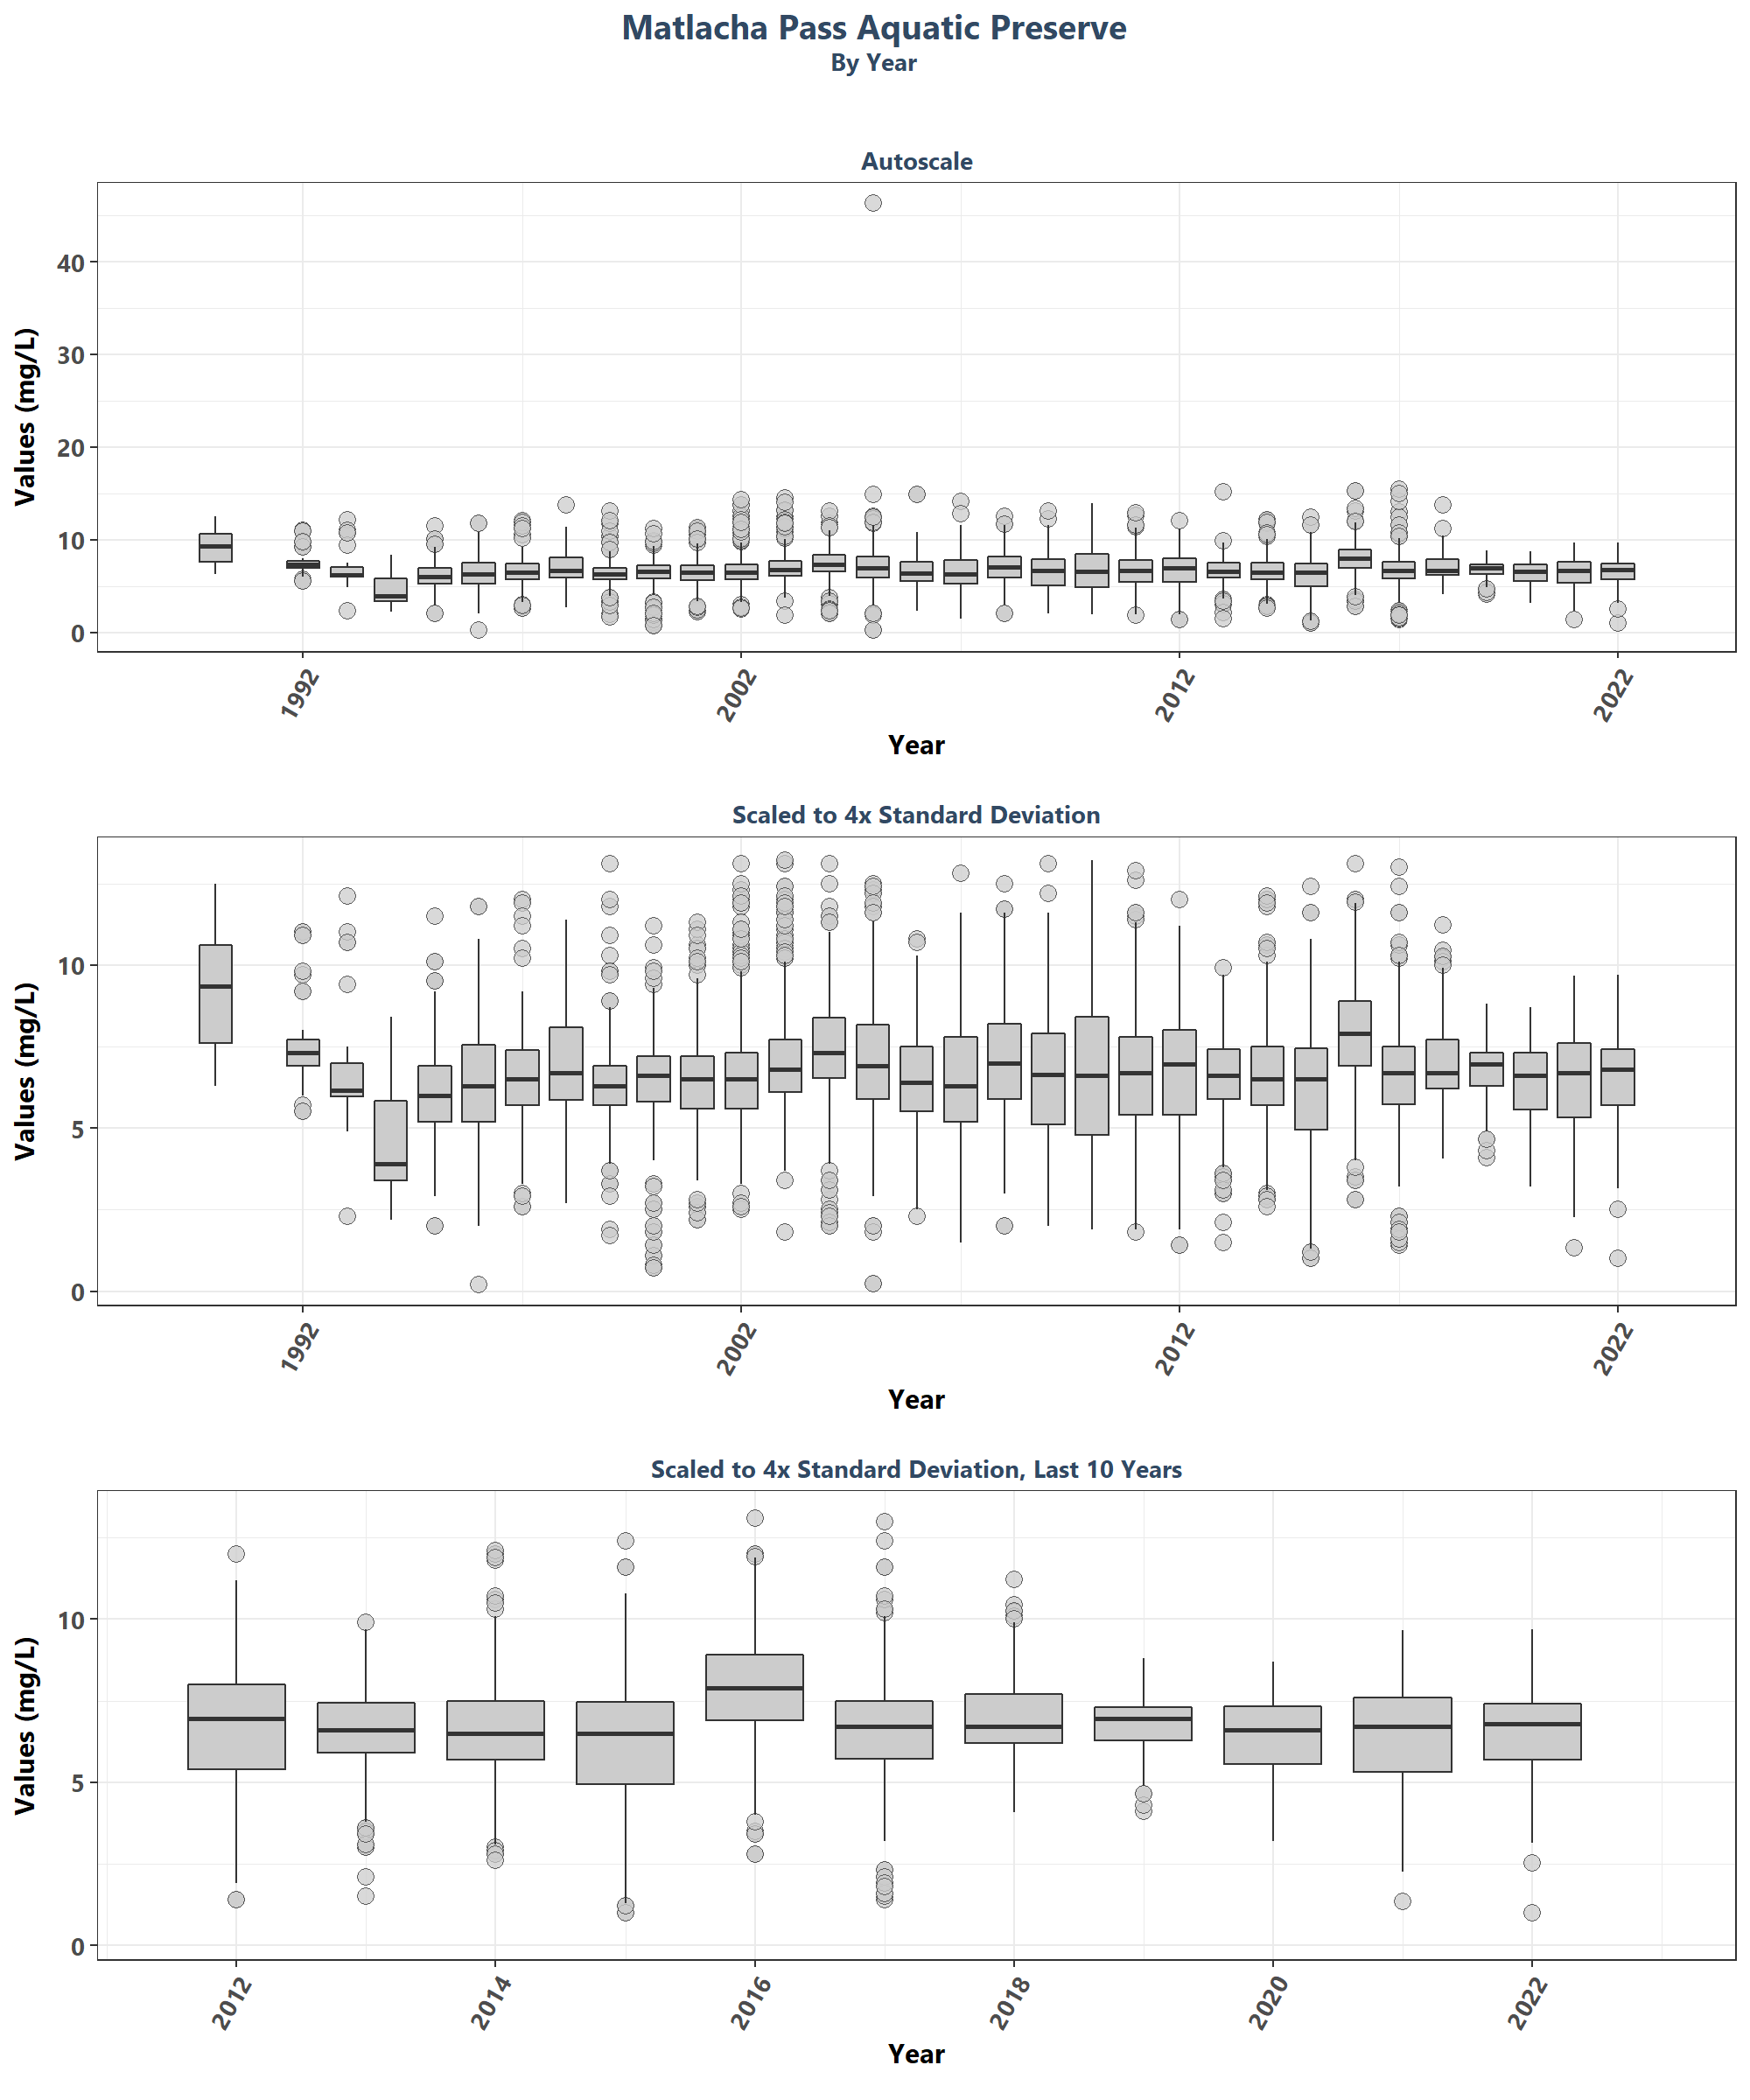 Matlacha Pass Aquatic Preserve
By Year
Autoscale
Values (mg/L)
40
30
20
10
0
1992 2002 2012 2022
Year
Scaled to 4x Standard Deviation
Values (mg/L)
10
5
0
1992 2002 2012 2022
Year
Scaled to 4x Standard Deviation, Last 10 Years
Values (mg/L)
10
5
0
2012 2014 2016 2018 2020 2022
Year